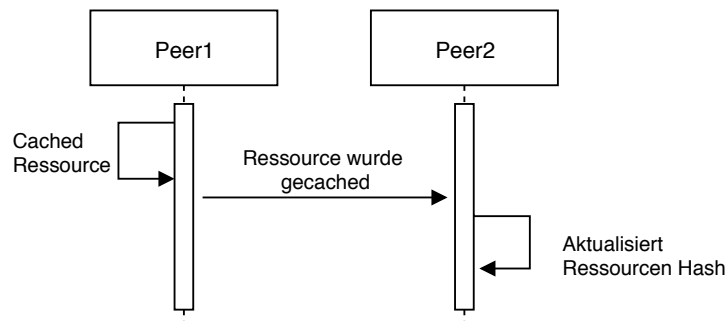 Peer1
Peer2
Cached
Ressource
Ressource wurde
gecached
Aktualisiert
Ressourcen Hash